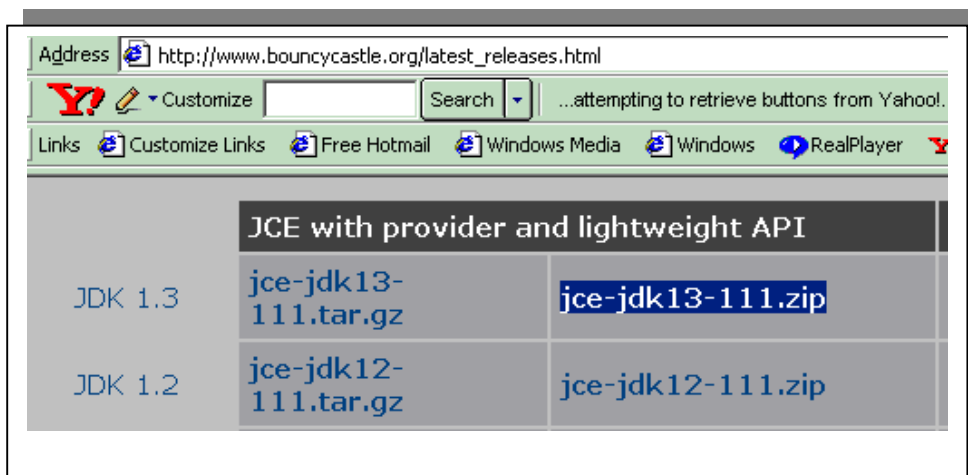 Address http://www.bouncycastle.org/latest_releases.html
Y! Customize Search ...attempting to retrieve buttons from Yahoo!.
Links Customize Links Free Hotmail Windows Media Windows RealPlayer Y
JCE with provider and lightweight API
JDK 1.3 jce-jdk13-
111.tar.gz jce-jdk13-111.zip
JDK 1.2 jce-jdk12-
111.tar.gz jce-jdk12-111.zip